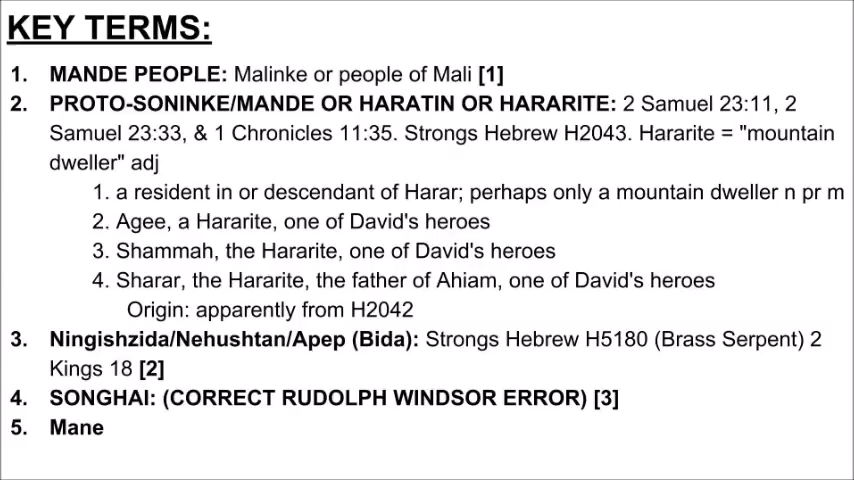 KEY TERMS:
1. MANDE PEOPLE: Malinke or people of Mali [1]
2. PROTO-SONINKE/MANDE OR HARATIN OR HARARITE: 2 Samuel 23:11, 2
Samuel 23:33, & 1 Chronicles 11:35. Strongs Hebrew H2043. Hararite = "mountain
dweller" adj
1. a resident in or descendant of Harar; perhaps only a mountain dweller n pr m
2. Agee, a Hararite, one of David's heroes
3. Shammah, the Hararite, one of David's heroes
4. Sharar, the Hararite, the father of Ahiam, one of David's heroes
Origin: apparently from H2042
3. Ningishzida/Nehushtan/Apep (Bida): Strongs Hebrew H5180 (Brass Serpent) 2
Kings 18 [2]
4. SONGHAI: (CORRECT RUDOLPH WINDSOR ERROR) [3]
5. Mane